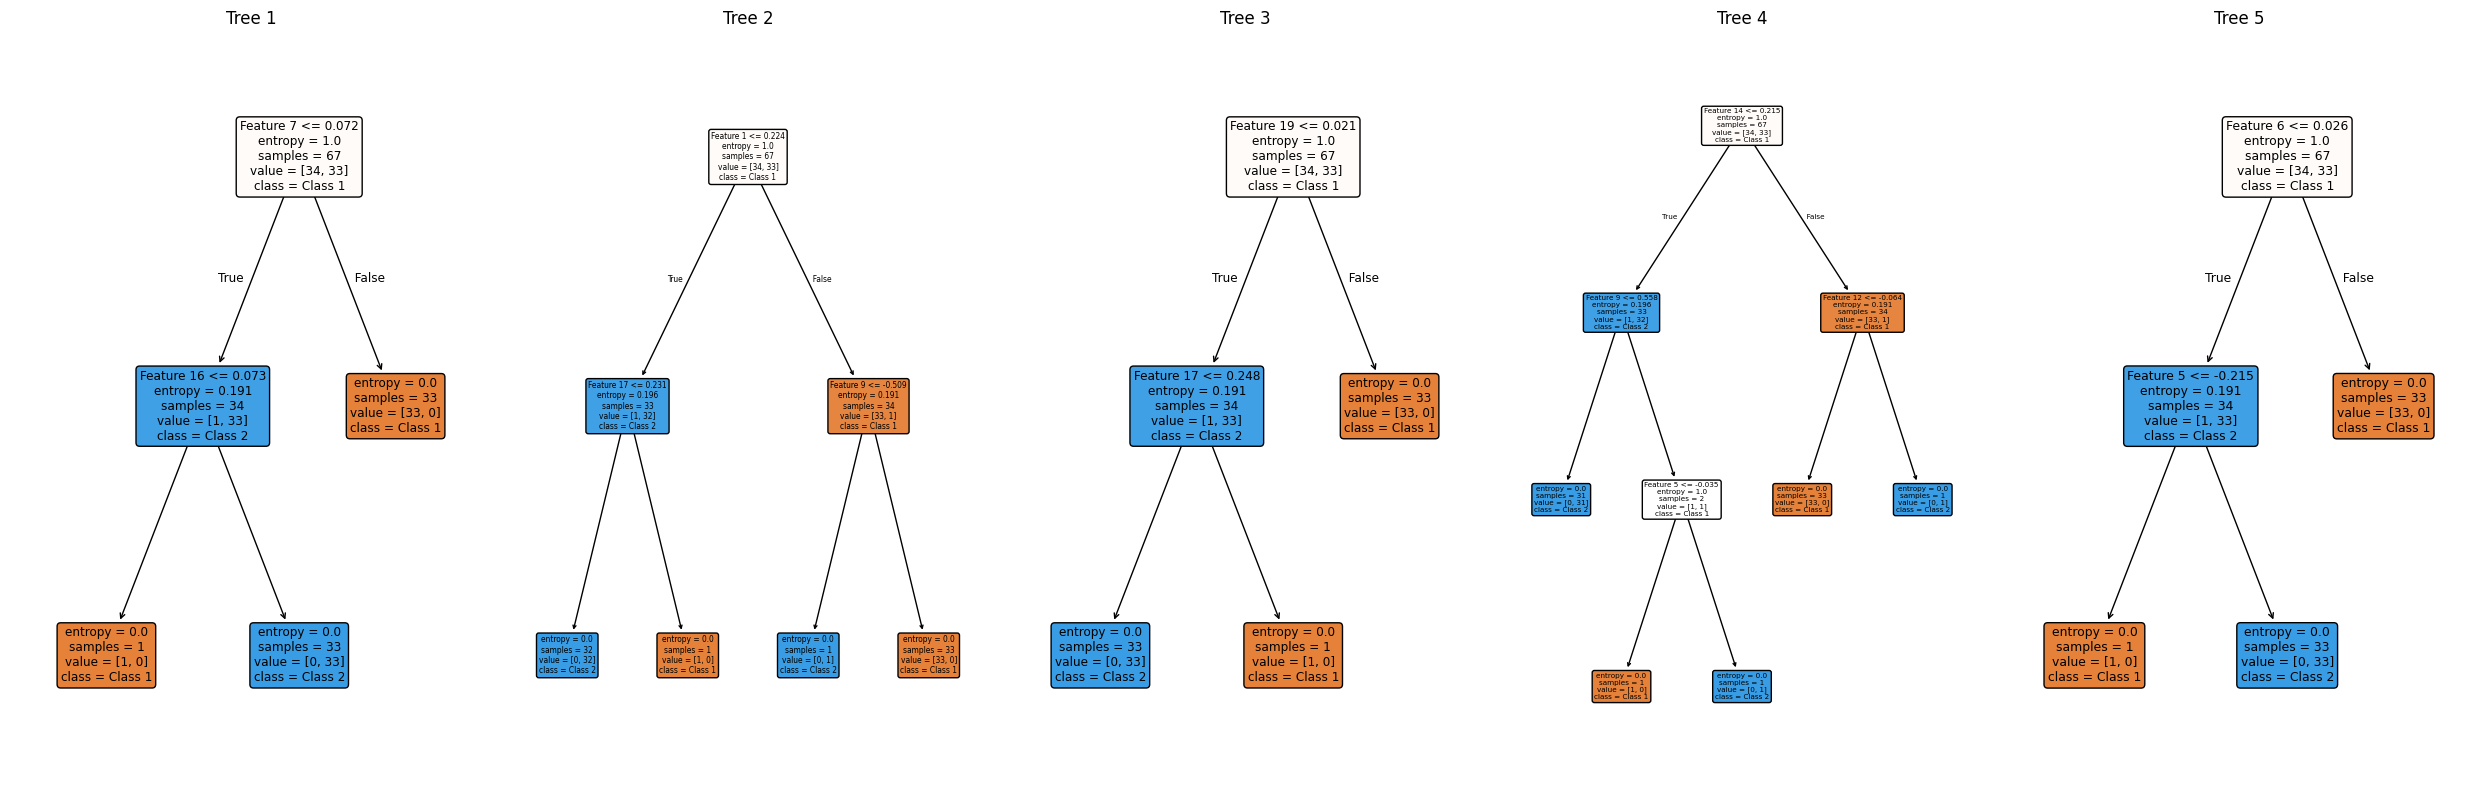 Tree 1
Feature 7 <= 0.072
entropy = 1.0
samples = 67
value = [34, 33]
class = Class 1
True
False
Feature 16 <= 0.073
entropy = 0.191
samples = 34
value = [1, 33]
class = Class 2
entropy = 0.0
samples = 33
value = [33, 0]
class = Class 1
entropy = 0.0
samples = 1
value = [1, 0]
class = Class 1
entropy = 0.0
samples = 33
value = [0, 33]
class = Class 2
Tree 2
Feature 1 <= 0.224
entropy = 1.0
samples = 67
value = [34, 33]
class = Class 1
True
False
Feature 17 <= 0.231
entropy = 0.196
samples = 33
value = [1, 32]
class = Class 2
Feature 9 <= -0.509
entropy = 0.191
samples = 34
value = [33, 1]
class = Class 1
entropy = 0.0
samples = 32
value = [0, 32]
class = Class 2
entropy = 0.0
samples = 1
value = [1, 0]
class = Class 1
entropy = 0.0
samples = 1
value = [0, 1]
class = Class 2
entropy = 0.0
samples = 33
value = [33, 0]
class = Class 1
Tree 3
Feature 19 <= 0.021
entropy = 1.0
samples = 67
value = [34, 33]
class = Class 1
True
False
Feature 17 <= 0.248
entropy = 0.191
samples = 34
value = [1, 33]
class = Class 2
entropy = 0.0
samples = 33
value = [33, 0]
class = Class 1
entropy = 0.0
samples = 33
value = [0, 33]
class = Class 2
entropy = 0.0
samples = 1
value = [1, 0]
class = Class 1
Tree 4
Feature 14 <= 0.215
entropy = 1.0
samples = 67
value = [34, 33]
class = Class 1
True
False
Feature 9 <= 0.558
entropy = 0.196
samples = 33
value = [1, 32]
class = Class 2
Feature 12 <= -0.064
entropy = 0.191
samples = 34
value = [33, 1]
class = Class 1
entropy = 0.0
samples = 31
value = [0, 31]
class = Class 2
Feature 5 <= -0.035
entropy = 1.0
samples = 2
value = [1, 1]
class = Class 1
entropy = 0.0
samples = 33
value = [33, 0]
class = Class 1
entropy = 0.0
samples = 1
value = [0, 1]
class = Class 2
entropy = 0.0
samples = 1
value = [1, 0]
class = Class 1
entropy = 0.0
samples = 1
value = [0, 1]
class = Class 2
Tree 5
Feature 6 <= 0.026
entropy = 1.0
samples = 67
value = [34, 33]
class = Class 1
True
False
Feature 5 <= -0.215
entropy = 0.191
samples = 34
value = [1, 33]
class = Class 2
entropy = 0.0
samples = 33
value = [33, 0]
class = Class 1
entropy = 0.0
samples = 1
value = [1, 0]
class = Class 1
entropy = 0.0
samples = 33
value = [0, 33]
class = Class 2